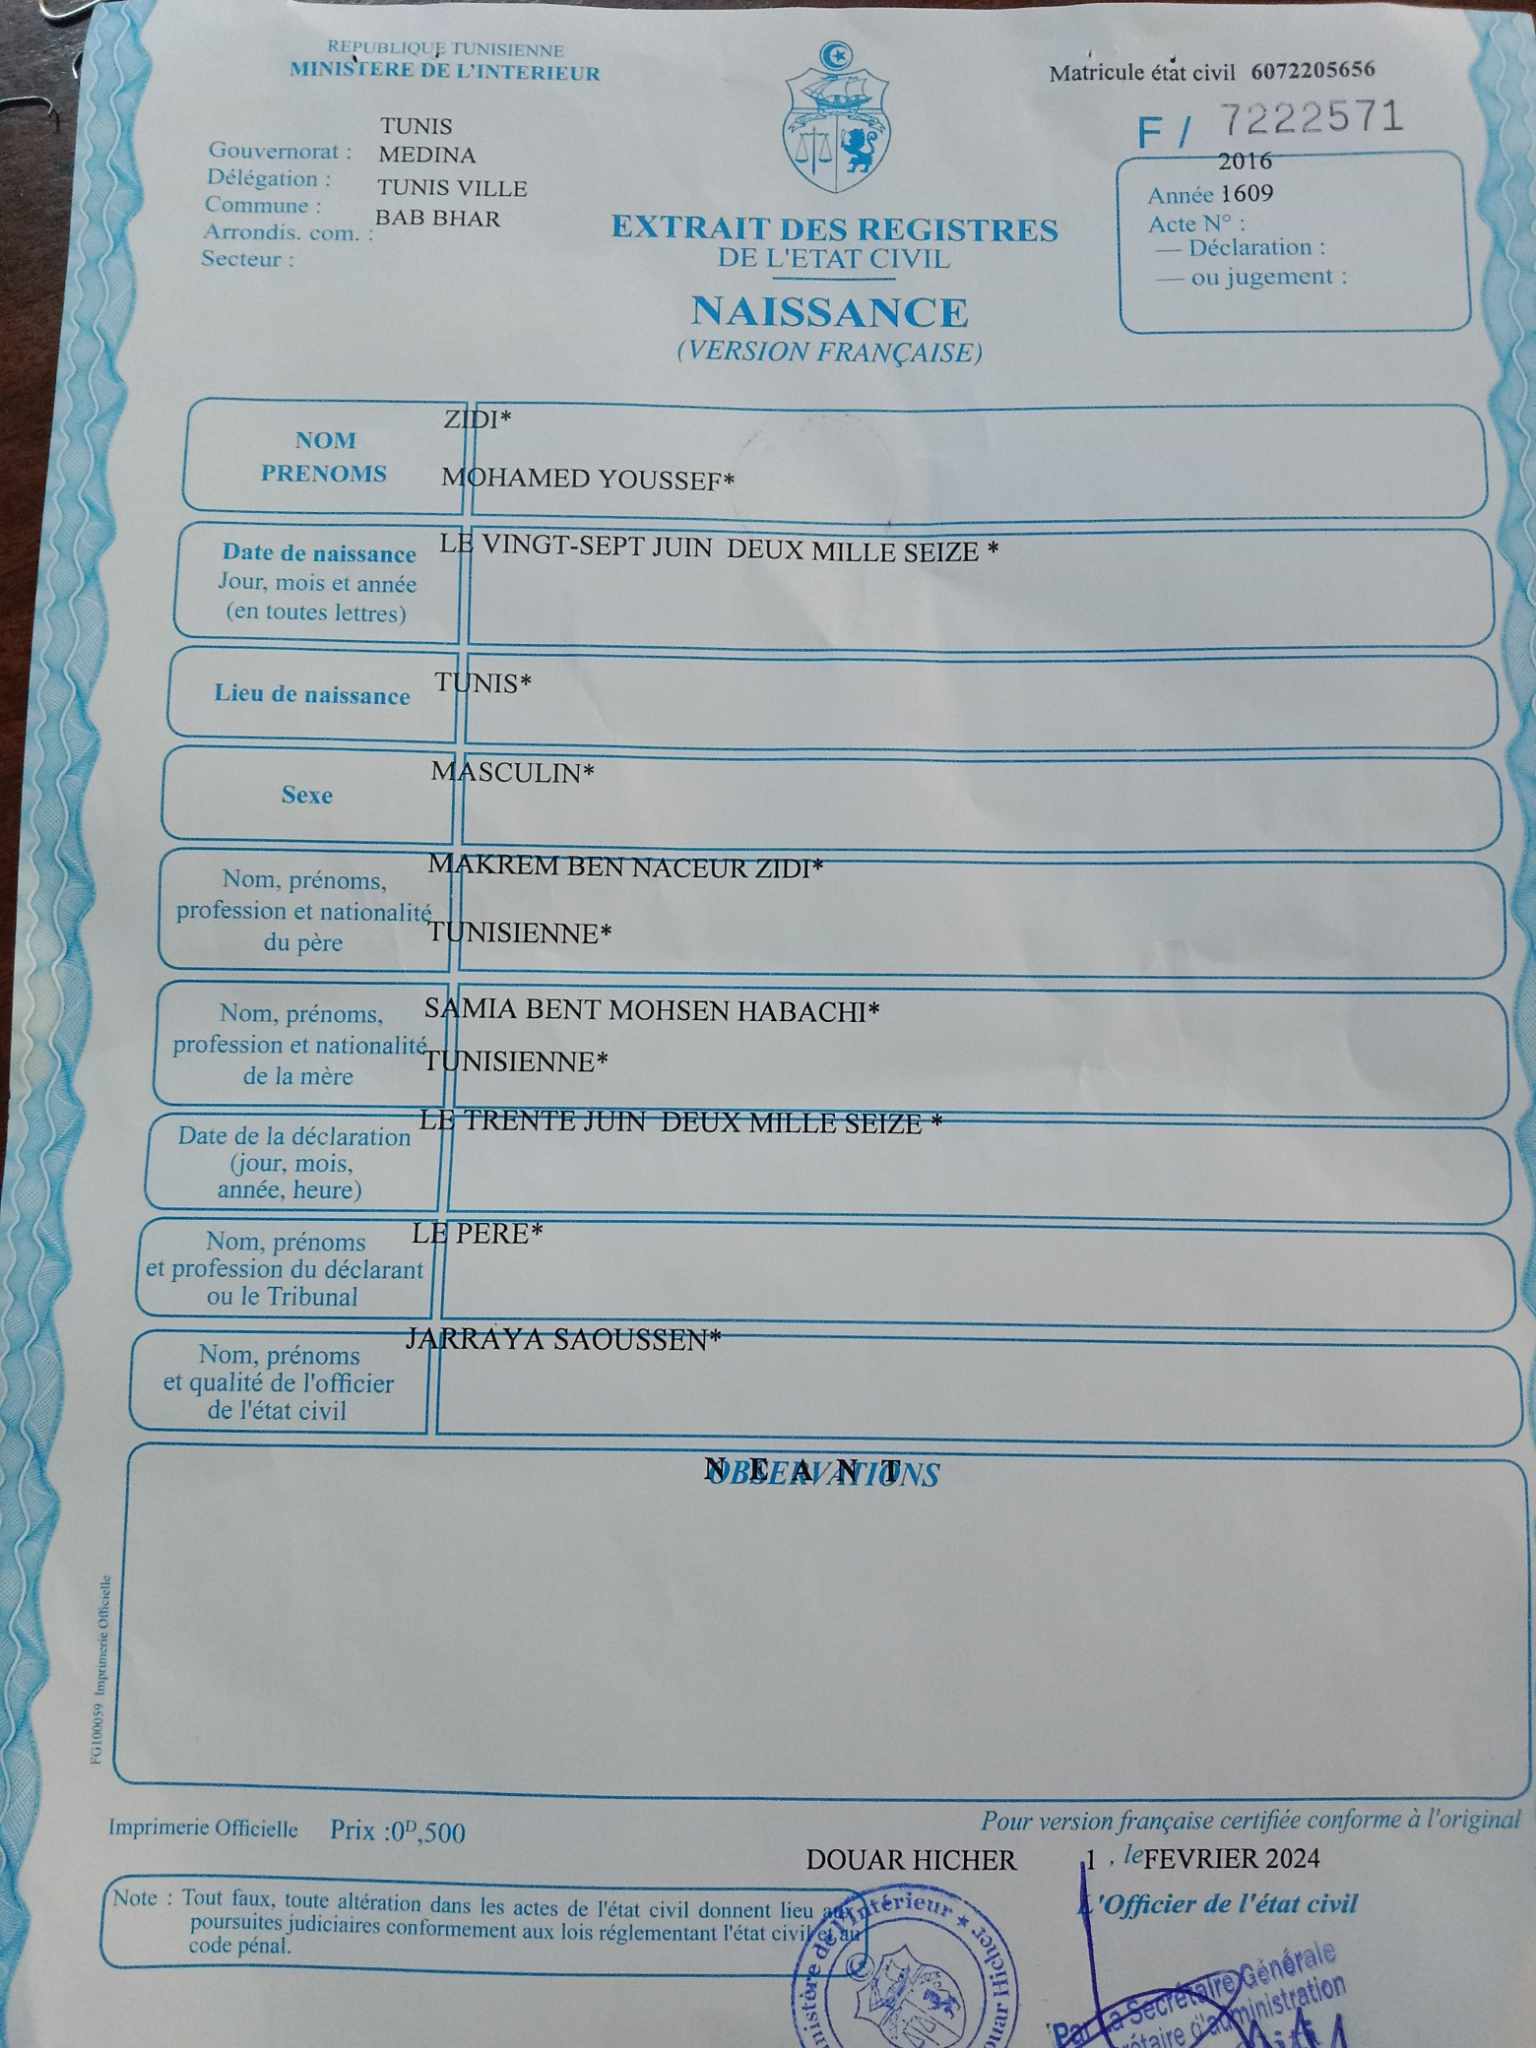 REPUBLIQUE TUNISIENNE
MINISTERE DE L'INTERIEUR
Matricule état civil 6072205656
F / 7222571
TUNIS
Gouvernorat : MEDINA
Délégation : TUNIS VILLE
Commune : BAB BHAR
Arrondis. com. :
Secteur :
2016
Année 1609
Acte N° :
— Déclaration :
— ou jugement :
EXTRAIT DES REGISTRES
DE L'ETAT CIVIL
NAISSANCE
(VERSION FRANÇAISE)
ZIDI*
NOM
PRENOMS
MOHAMED YOUSSEF*
Date de naissance
Jour, mois et année
(en toutes lettres)
LE VINGT-SEPT JUIN DEUX MILLE SEIZE *
Lieu de naissance
TUNIS*
Sexe
MASCULIN*
Nom, prénoms,
profession et nationalité
du père
MAKREM BEN NACEUR ZIDI*
TUNISIENNE*
Nom, prénoms,
profession et nationalité
de la mère
SAMIA BENT MOHSEN HABACHI*
TUNISIENNE*
Date de la déclaration
(jour, mois,
année, heure)
LE TRENTE JUIN DEUX MILLE SEIZE *
Nom, prénoms
et profession du déclarant
ou le Tribunal
LE PERE*
Nom, prénoms
et qualité de l'officier
de l'état civil
JARRAYA SAOUSSEN*
OBSERVATIONS
N E A N T
FG100059 Imprimerie Officielle
Imprimerie Officielle Prix :0D,500
Pour version française certifiée conforme à l'original
DOUAR HICHER 1 , le FEVRIER 2024
L'Officier de l'état civil
Note : Tout faux, toute altération dans les actes de l'état civil donnent lieu aux
poursuites judiciaires conformement aux lois réglementant l'état civil et au
code pénal.
de l'Intérieur ★
Hicher
Par La Secrétaire Générale
d'administration